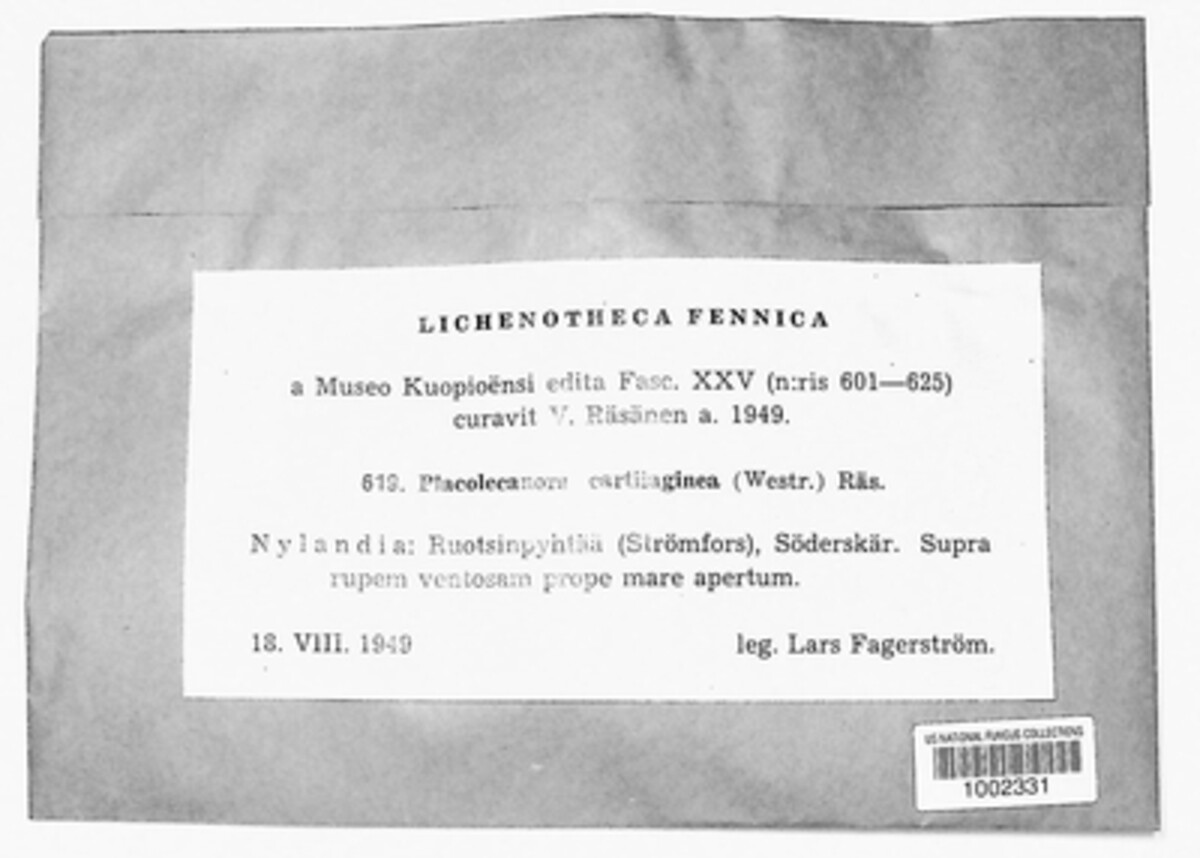 LICHENOTHECA FENNICA
a Museo Kuopioënsi edita Fasc. XXV (n:ris 601—625)
curavit V. Räsänen a. 1949.
619. Placolecanora cartilaginea (Westr.) Räs.
Nylandia: Ruotsinpyhtää (Strömfors), Söderskär. Supra
rupem ventosam prope mare apertum.
18. VIII. 1949 leg. Lars Fagerström.
US NATIONAL FUNGUS COLLECTIONS
1002331